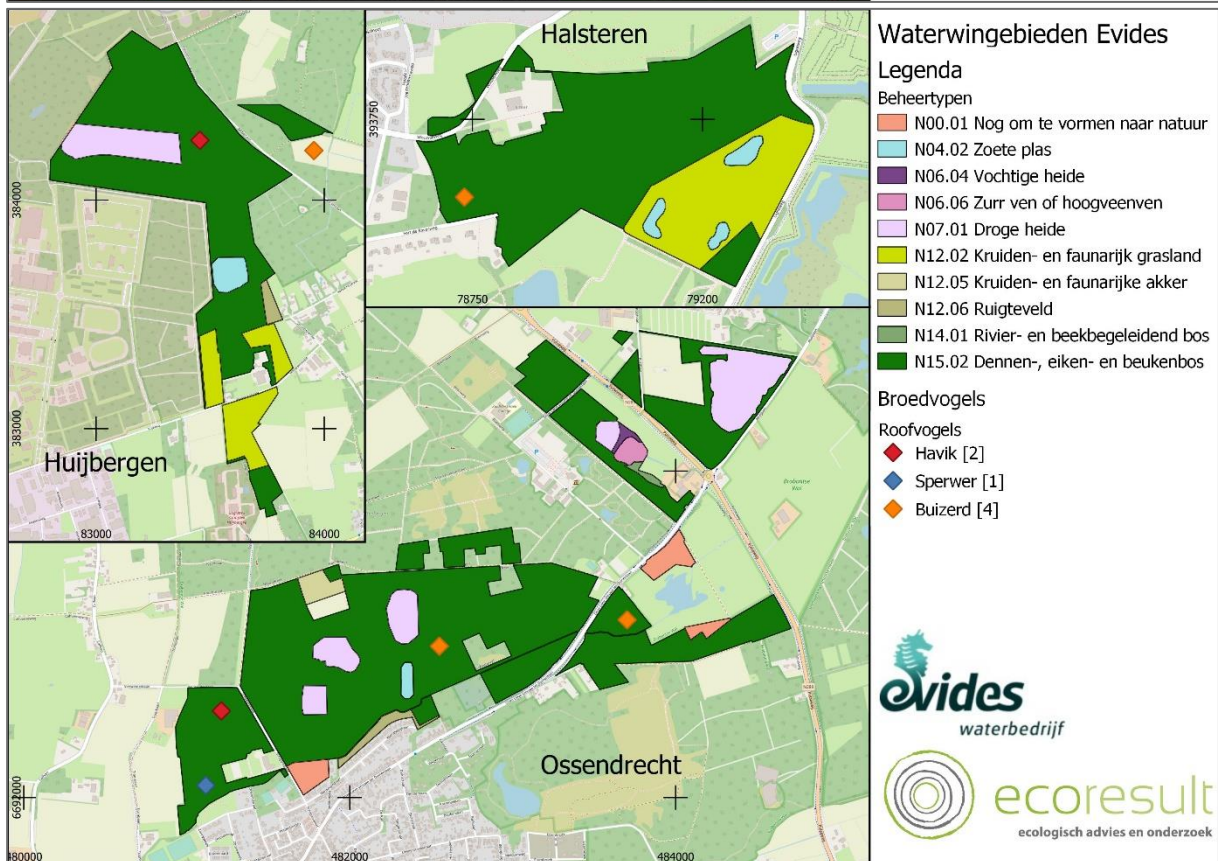 Huijbergen
384000
383000
83000
84000
Halsteren
393750
78750
79200
Ossendrecht
6692000
480000
482000
484000
Waterwingebieden Evides
Legenda
Beheertypen
N00.01 Nog om te vormen naar natuur
N04.02 Zoete plas
N06.04 Vochtige heide
N06.06 Zurr ven of hoogveenven
N07.01 Droge heide
N12.02 Kruiden- en faunarijk grasland
N12.05 Kruiden- en faunarijke akker
N12.06 Ruigteveld
N14.01 Rivier- en beekbegeleidend bos
N15.02 Dennen-, eiken- en beukenbos
Broedvogels
Roofvogels
Havik [2]
Sperwer [1]
Buizerd [4]
evides
waterbedrijf
ecoresult
ecologisch advies en onderzoek